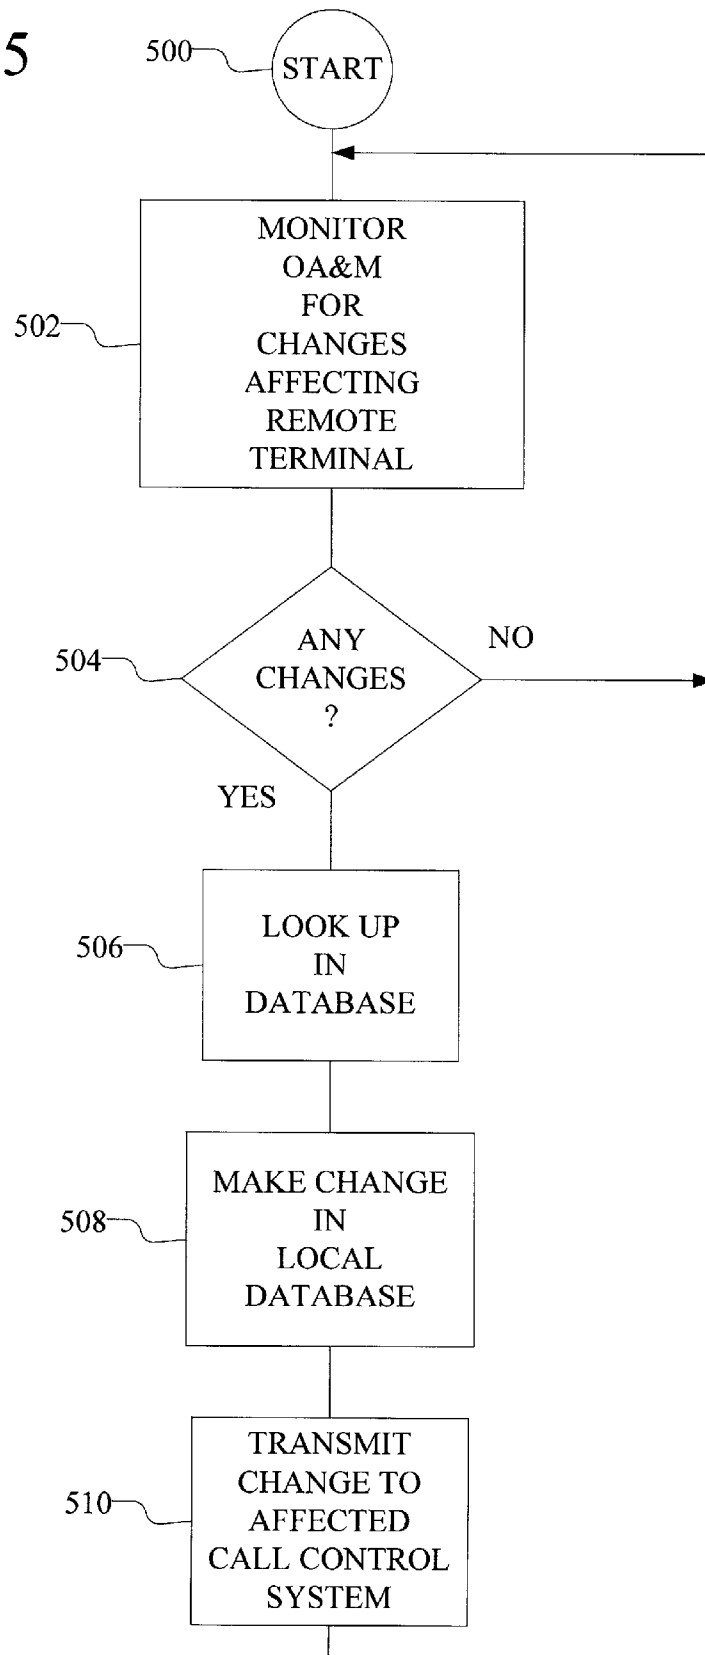 5
500
START
MONITOR
OA&M
FOR
CHANGES
AFFECTING
REMOTE
TERMINAL
502
ANY
CHANGES
?
504
NO
YES
LOOK UP
IN
DATABASE
506
MAKE CHANGE
IN
LOCAL
DATABASE
508
TRANSMIT
CHANGE TO
AFFECTED
CALL CONTROL
SYSTEM
510